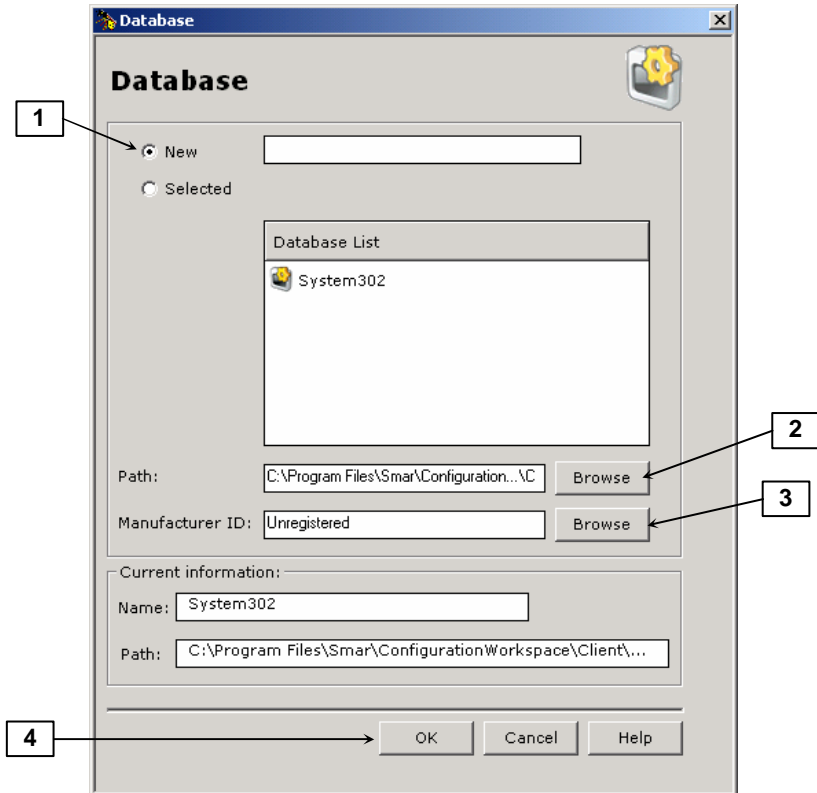 Database
Database
1
New
Selected
Database List
System302
2
Path:
C:\Program Files\Smar\Configuration...\C
Browse
3
Manufacturer ID:
Unregistered
Browse
Current information:
Name:
System302
Path:
C:\Program Files\Smar\ConfigurationWorkspace\Client\...
4
OK
Cancel
Help